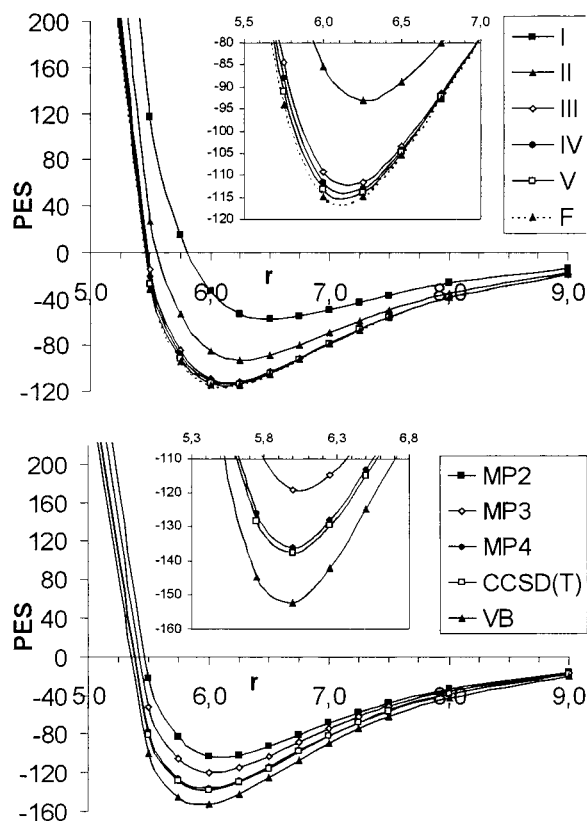 200
160
120
80
40
0
-40
-80
-120
PES
5,0 6,0 7,0 8,0 9,0
r
5,5 6,0 6,5 7,0
-80
-85
-90
-95
-100
-105
-110
-115
-120
I
II
III
IV
V
F
200
160
120
80
40
0
-40
-80
-120
-160
PES
5,0 6,0 7,0 8,0 9,0
r
5,3 5,8 6,3 6,8
-110
-120
-130
-140
-150
-160
MP2
MP3
MP4
CCSD(T)
VB